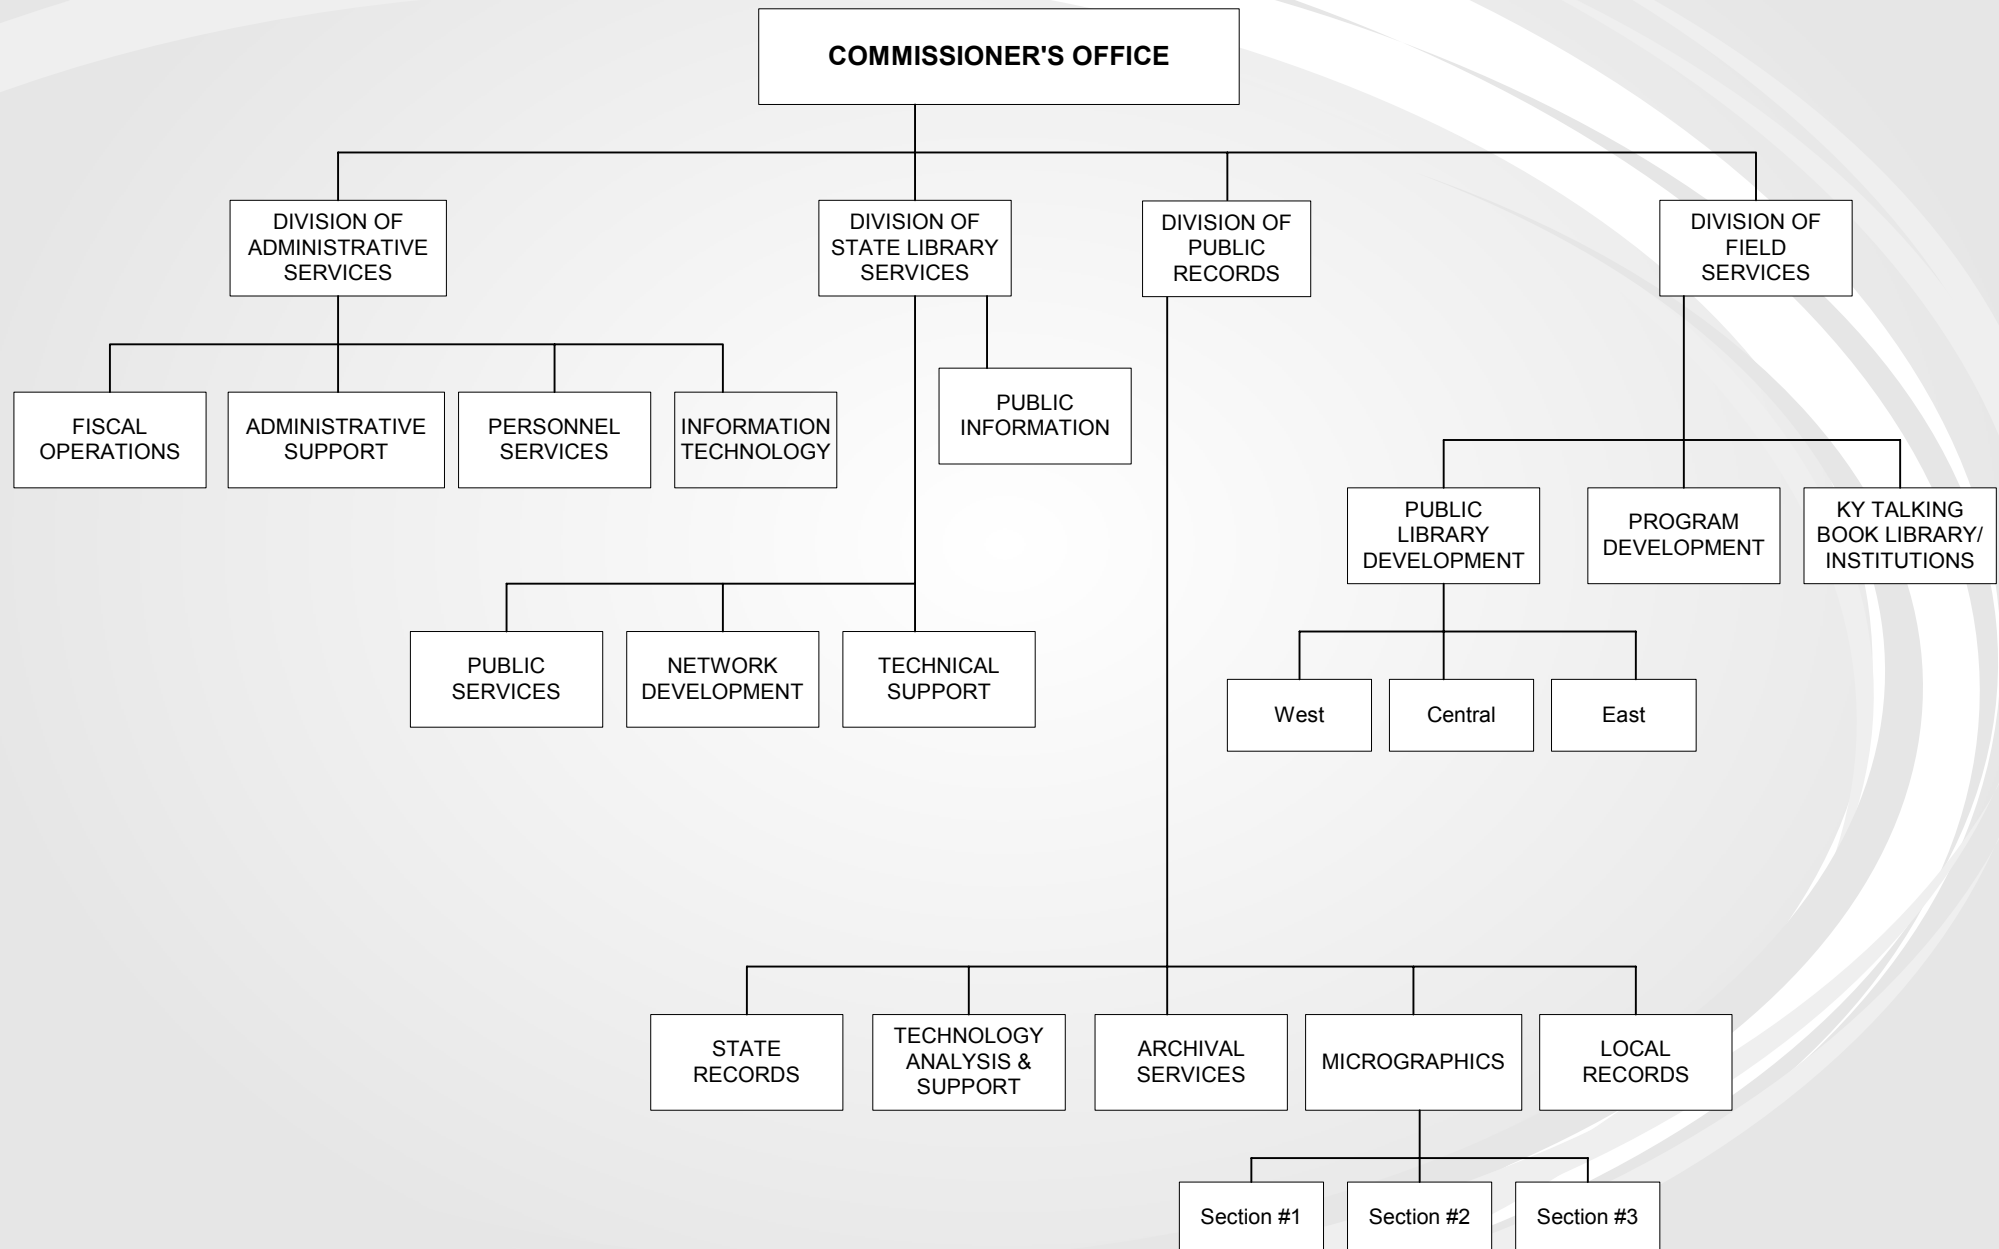 COMMISSIONER'S OFFICE
DIVISION OF
ADMINISTRATIVE
SERVICES
DIVISION OF
STATE LIBRARY
SERVICES
DIVISION OF
PUBLIC
RECORDS
DIVISION OF
FIELD
SERVICES
FISCAL
OPERATIONS
ADMINISTRATIVE
SUPPORT
PERSONNEL
SERVICES
INFORMATION
TECHNOLOGY
PUBLIC
INFORMATION
PUBLIC
LIBRARY
DEVELOPMENT
PROGRAM
DEVELOPMENT
KY TALKING
BOOK LIBRARY/
INSTITUTIONS
PUBLIC
SERVICES
NETWORK
DEVELOPMENT
TECHNICAL
SUPPORT
West
Central
East
STATE
RECORDS
TECHNOLOGY
ANALYSIS &
SUPPORT
ARCHIVAL
SERVICES
MICROGRAPHICS
LOCAL
RECORDS
Section #1
Section #2
Section #3